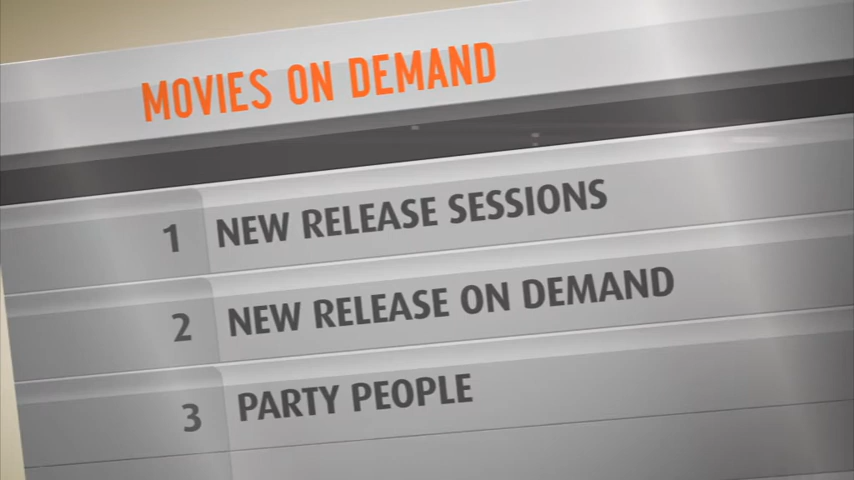 MOVIES ON DEMAND
1 NEW RELEASE SESSIONS
2 NEW RELEASE ON DEMAND
3 PARTY PEOPLE